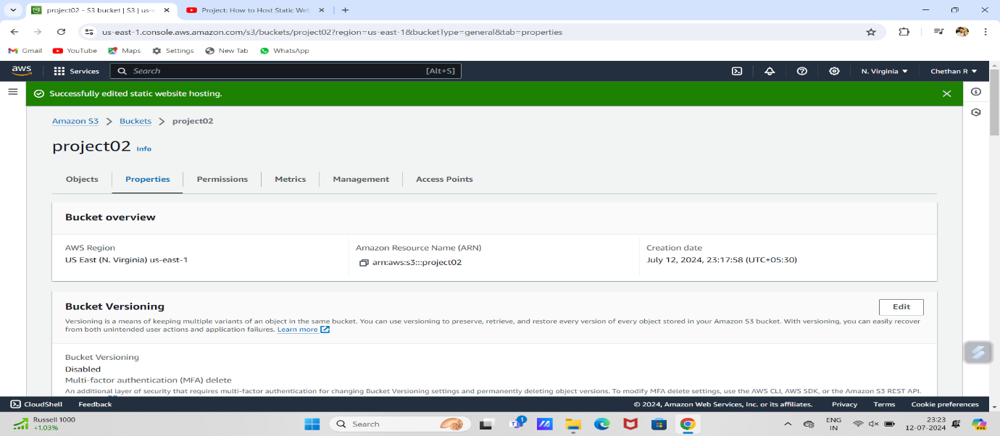 project02 - S3 bucket | S3 | us-e
Project: How to Host Static Web
us-east-1.console.aws.amazon.com/s3/buckets/project02?region=us-east-1&bucketType=general&tab=properties
Gmail YouTube Maps Settings New Tab WhatsApp
aws Services Search [Alt+S] N. Virginia Chethan R
Successfully edited static website hosting.
Amazon S3 Buckets project02
project02 Info
Objects Properties Permissions Metrics Management Access Points
Bucket overview
AWS Region Amazon Resource Name (ARN) Creation date
US East (N. Virginia) us-east-1 arn:aws:s3:::project02 July 12, 2024, 23:17:58 (UTC+05:30)
Bucket Versioning Edit
Versioning is a means of keeping multiple variants of an object in the same bucket. You can use versioning to preserve, retrieve, and restore every version of every object stored in your Amazon S3 bucket. With versioning, you can easily recover
from both unintended user actions and application failures. Learn more
Bucket Versioning
Disabled
Multi-factor authentication (MFA) delete
An additional layer of security that requires multi-factor authentication for changing Bucket Versioning settings and permanently deleting object versions. To modify MFA delete settings, use the AWS CLI, AWS SDK, or the Amazon S3 REST API.
CloudShell Feedback © 2024, Amazon Web Services, Inc. or its affiliates. Privacy Terms Cookie preferences
Russell 1000
+1.03%
Search
1
ENG
IN
23:23
12-07-2024
PRE